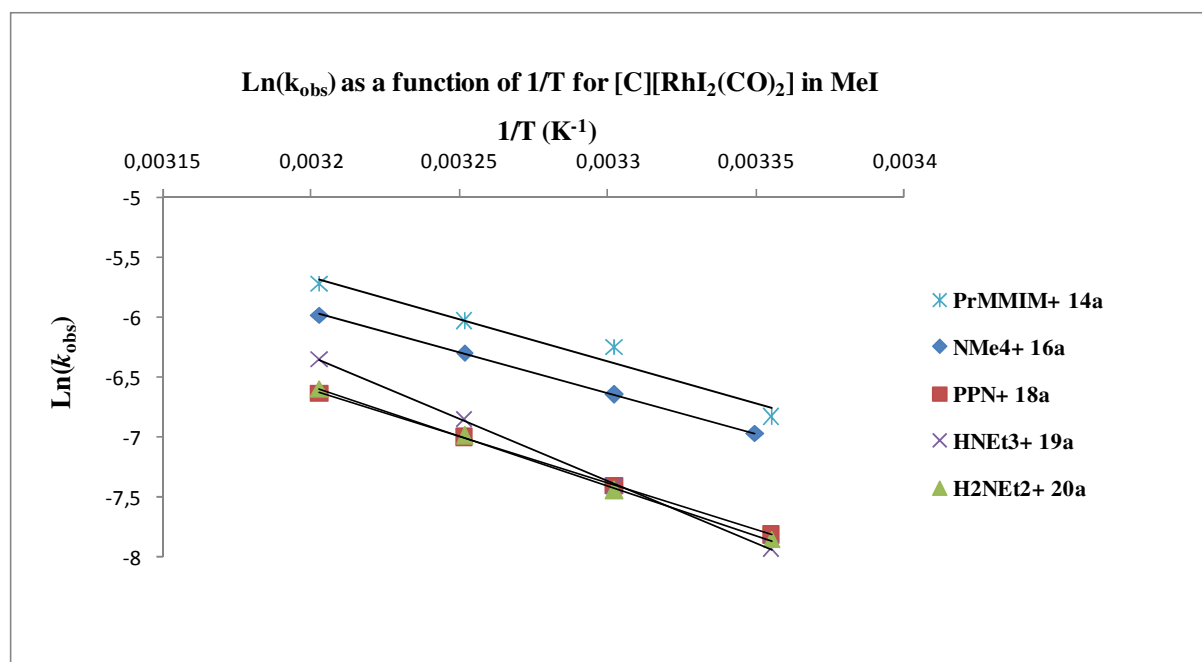 Ln(kobs) as a function of 1/T for [C][RhI2(CO)2] in MeI
1/T (K-1)
0,00315 0,0032 0,00325 0,0033 0,00335 0,0034
-5
-5,5
-6
-6,5
-7
-7,5
-8
Ln(kobs)
PrMMIM+ 14a
NMe4+ 16a
PPN+ 18a
HNEt3+ 19a
H2NEt2+ 20a